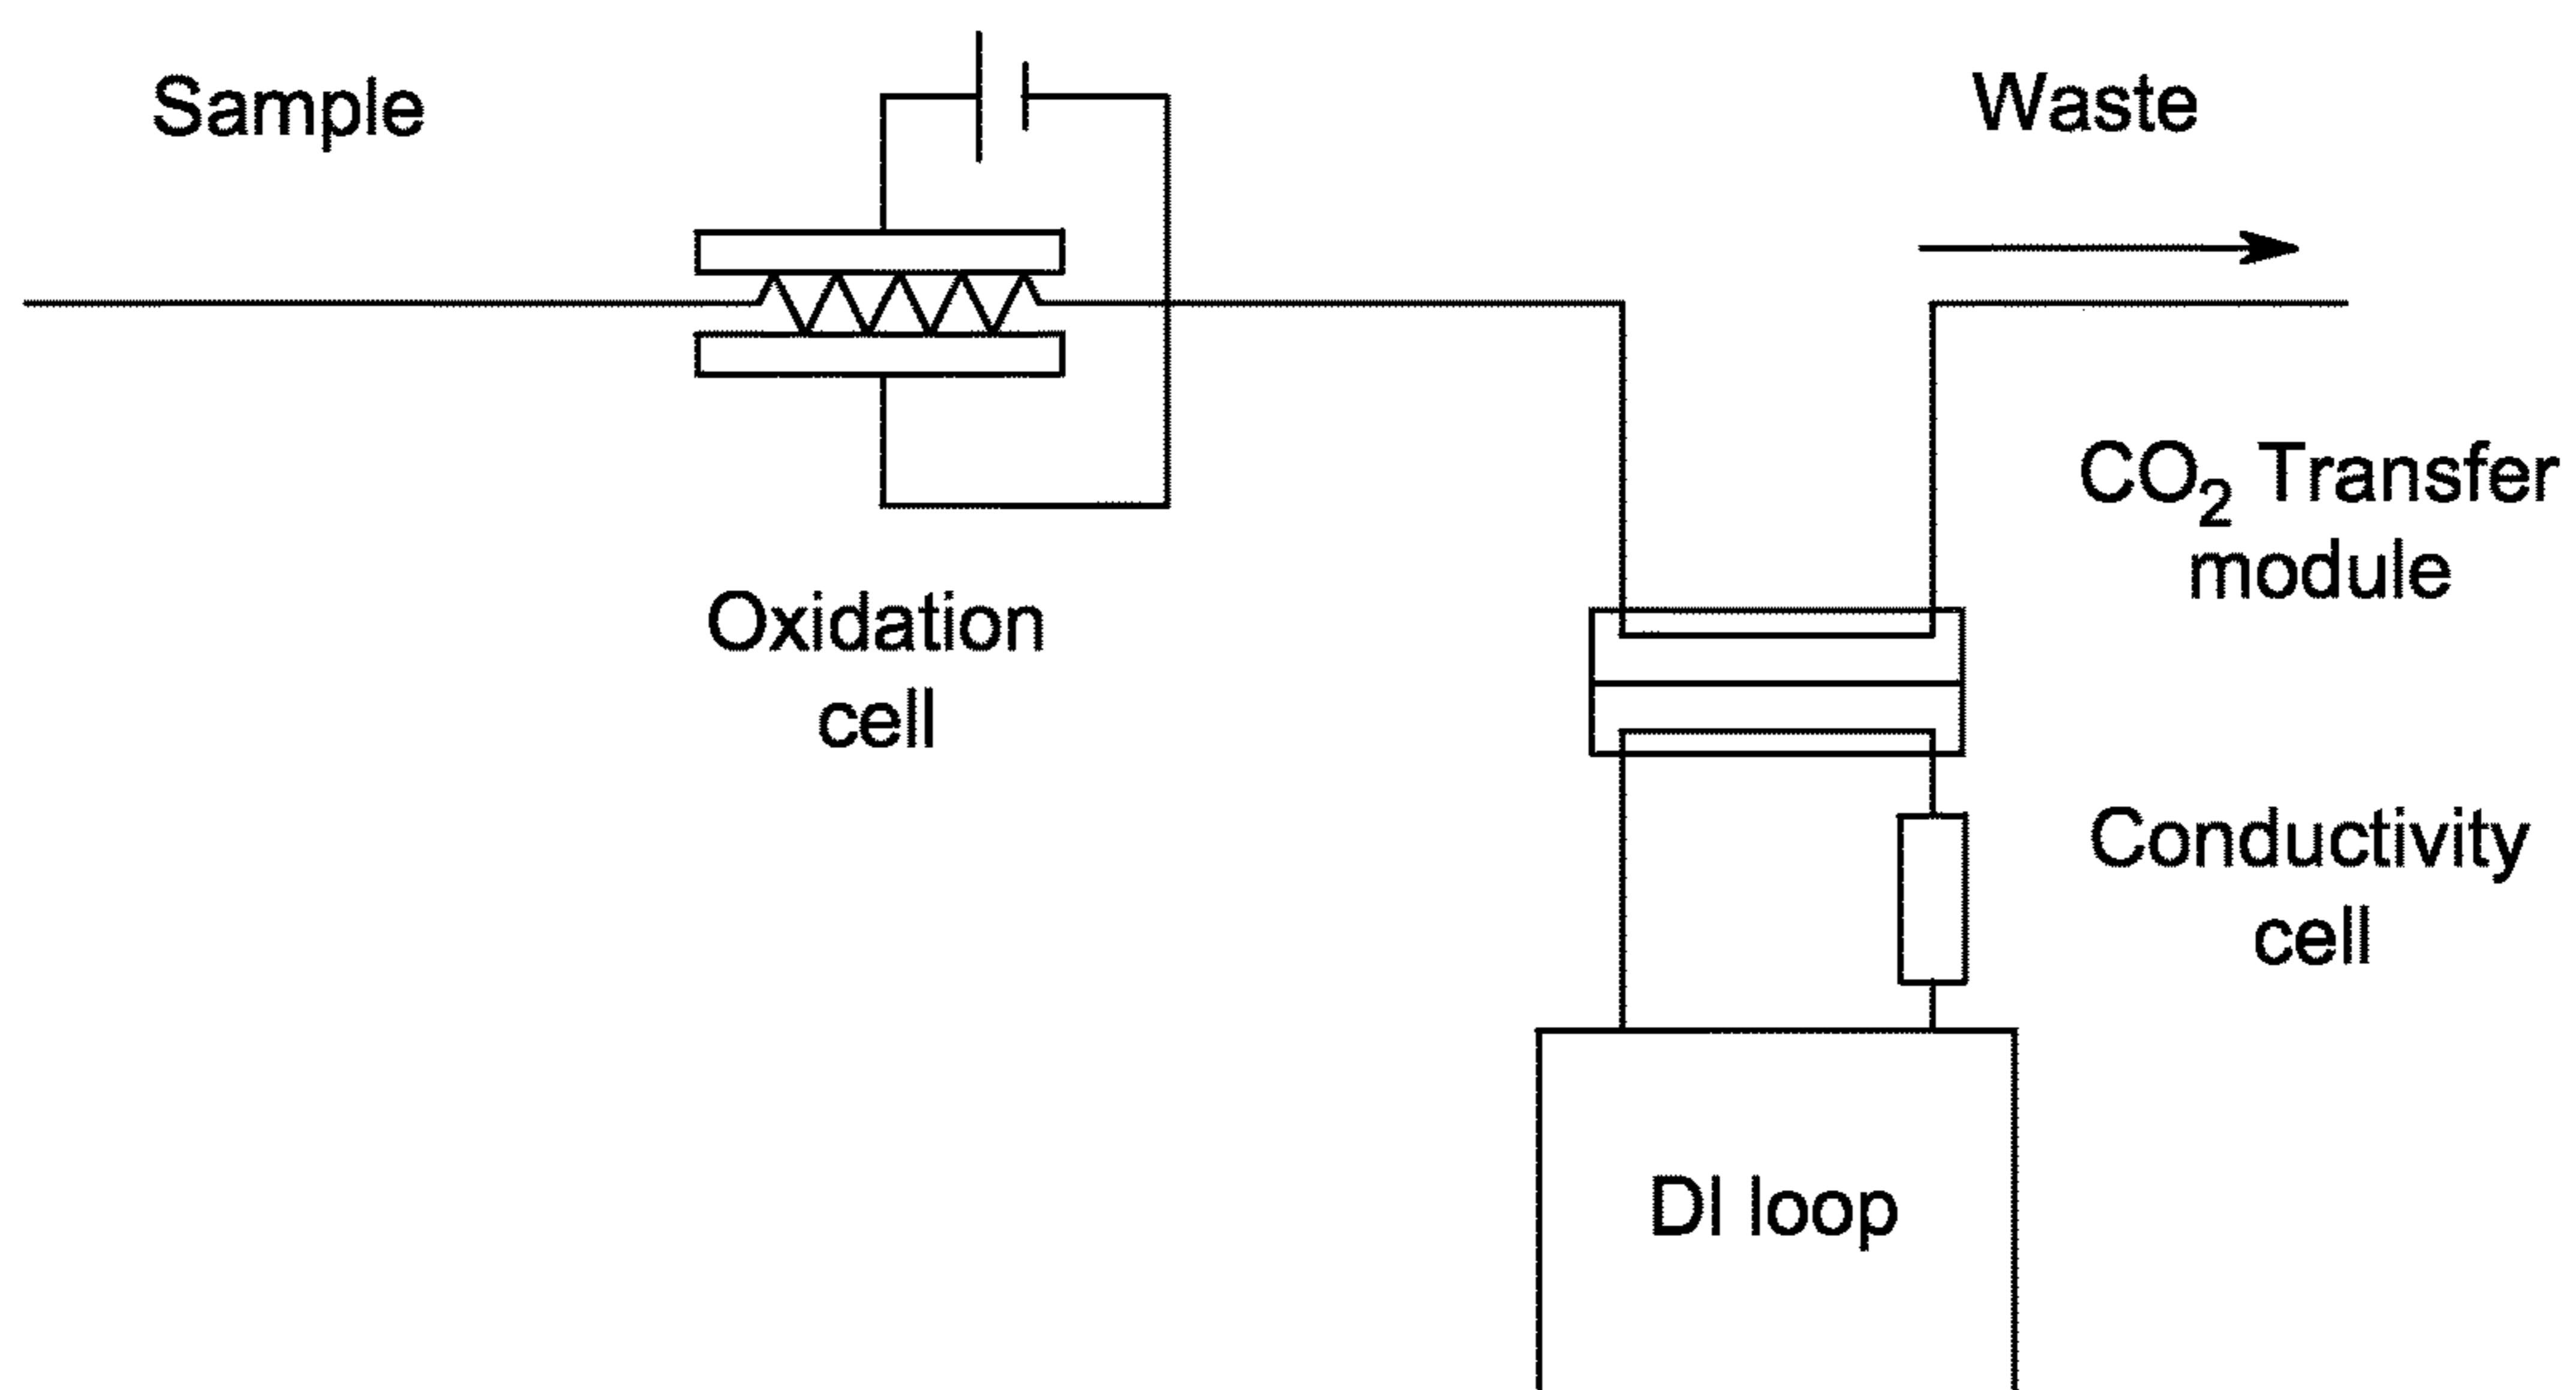 Sample
Waste
CO₂ Transfer
module
Oxidation
cell
Conductivity
cell
DI loop